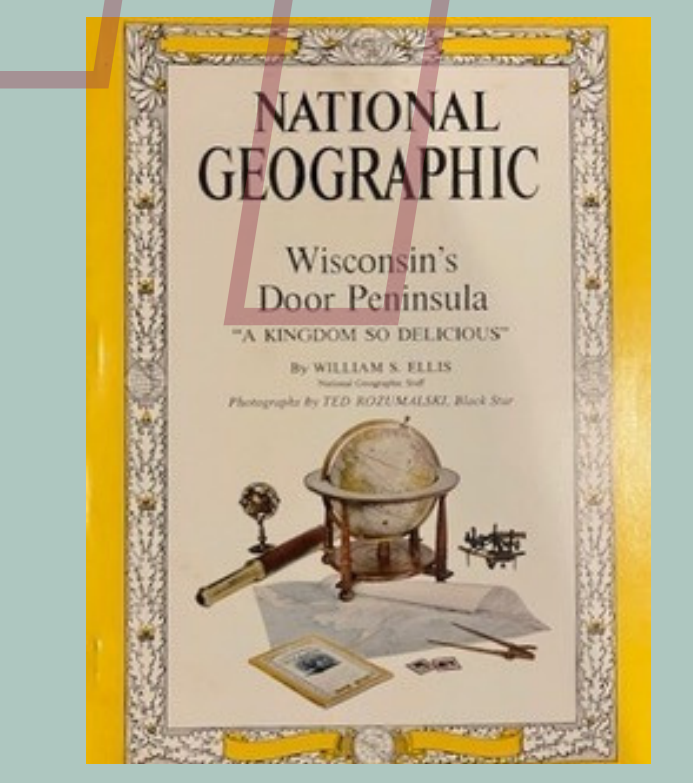 NATIONAL
GEOGRAPHIC
Wisconsin's
Door Peninsula
"A KINGDOM SO DELICIOUS"
By WILLIAM S. ELLIS
National Geographic Staff
Photographs by TED ROZUMALSKI, Black Star